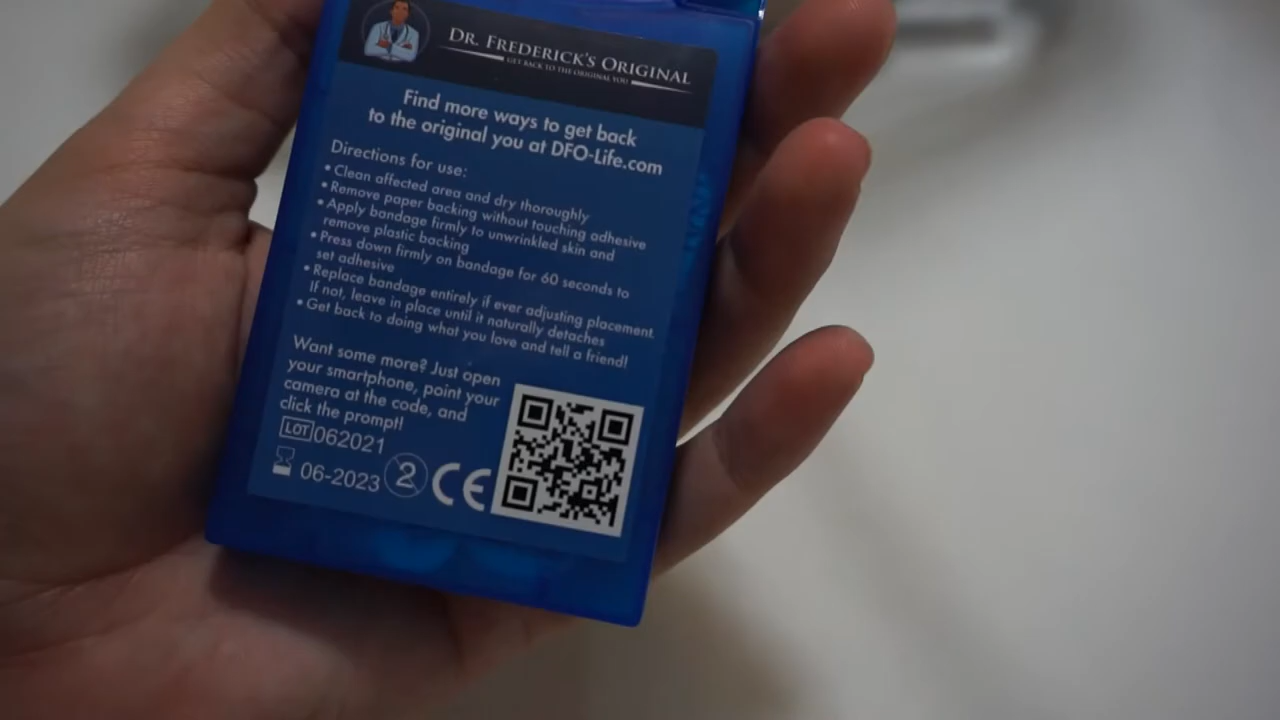 DR. FREDERICK'S ORIGINAL
GET BACK TO THE ORIGINAL YOU
Find more ways to get back
to the original you at DFO-Life.com
Directions for use:
• Clean affected area and dry thoroughly
• Remove paper backing without touching adhesive
• Apply bandage firmly to unwrinkled skin and
remove plastic backing
• Press down firmly on bandage for 60 seconds to
set adhesive
• Replace bandage entirely if ever adjusting placement.
If not, leave in place until it naturally detaches
• Get back to doing what you love and tell a friend!
Want some more? Just open
your smartphone, point your
camera at the code, and
click the prompt!
LOT 062021
06-2023 2 CE